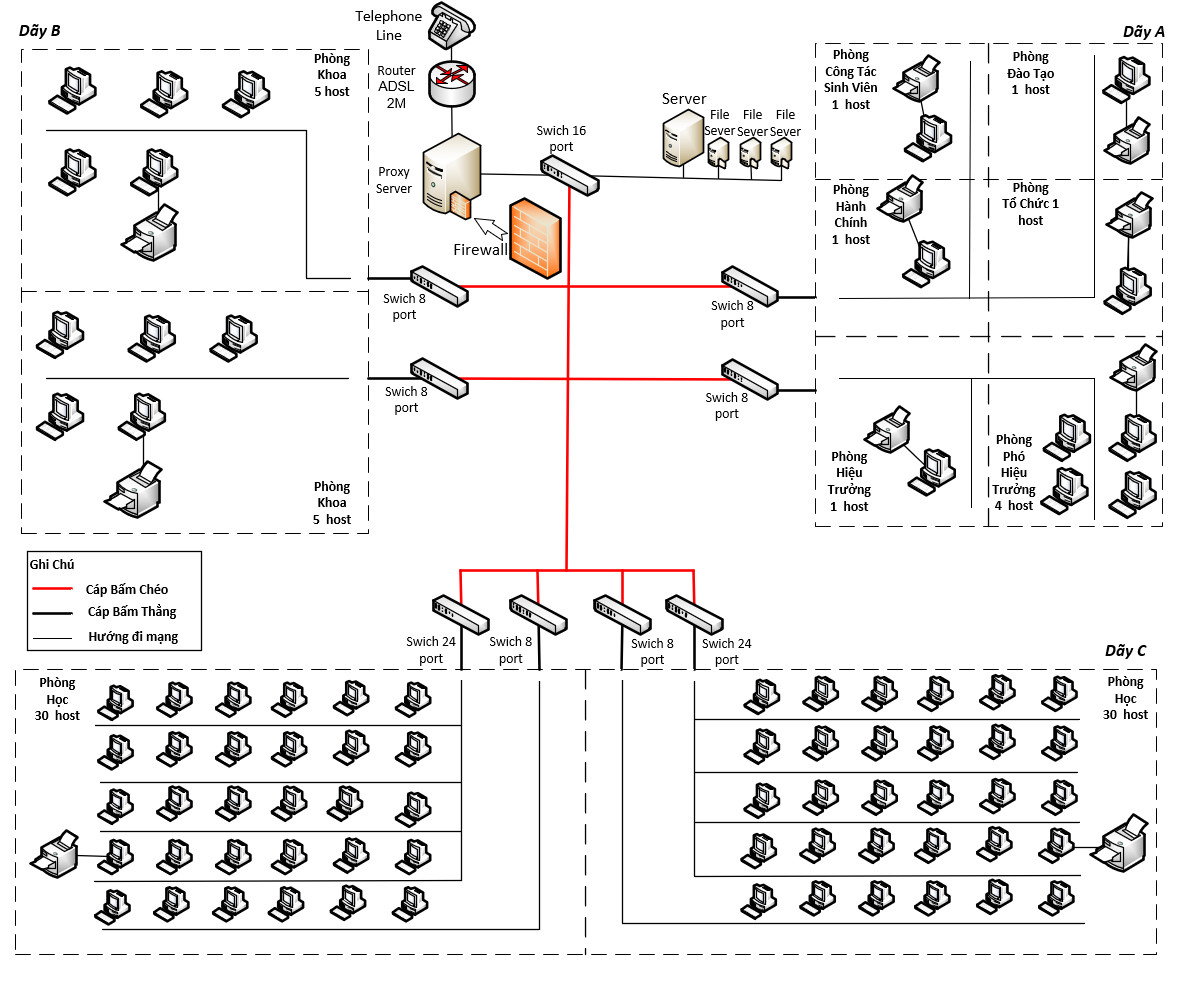 Dãy B
Phòng
Khoa
5 host
Telephone
Line
Router
ADSL
2M
Proxy
Server
Firewall
Swich 16
port
Server
File
Sever
File
Sever
File
Sever
Dãy A
Phòng
Công Tác
Sinh Viên
1 host
Phòng
Đào Tạo
1 host
Phòng
Hành
Chính
1 host
Phòng
Tổ Chức 1
host
Swich 8
port
Swich 8
port
Swich 8
port
Swich 8
port
Phòng
Khoa
5 host
Phòng
Hiệu
Trưởng
1 host
Phòng
Phó
Hiệu
Trưởng
4 host
Ghi Chú
Cáp Bấm Chéo
Cáp Bấm Thẳng
Hướng đi mạng
Swich 24
port
Swich 8
port
Swich 8
port
Swich 24
port
Dãy C
Phòng
Học
30 host
Phòng
Học
30 host